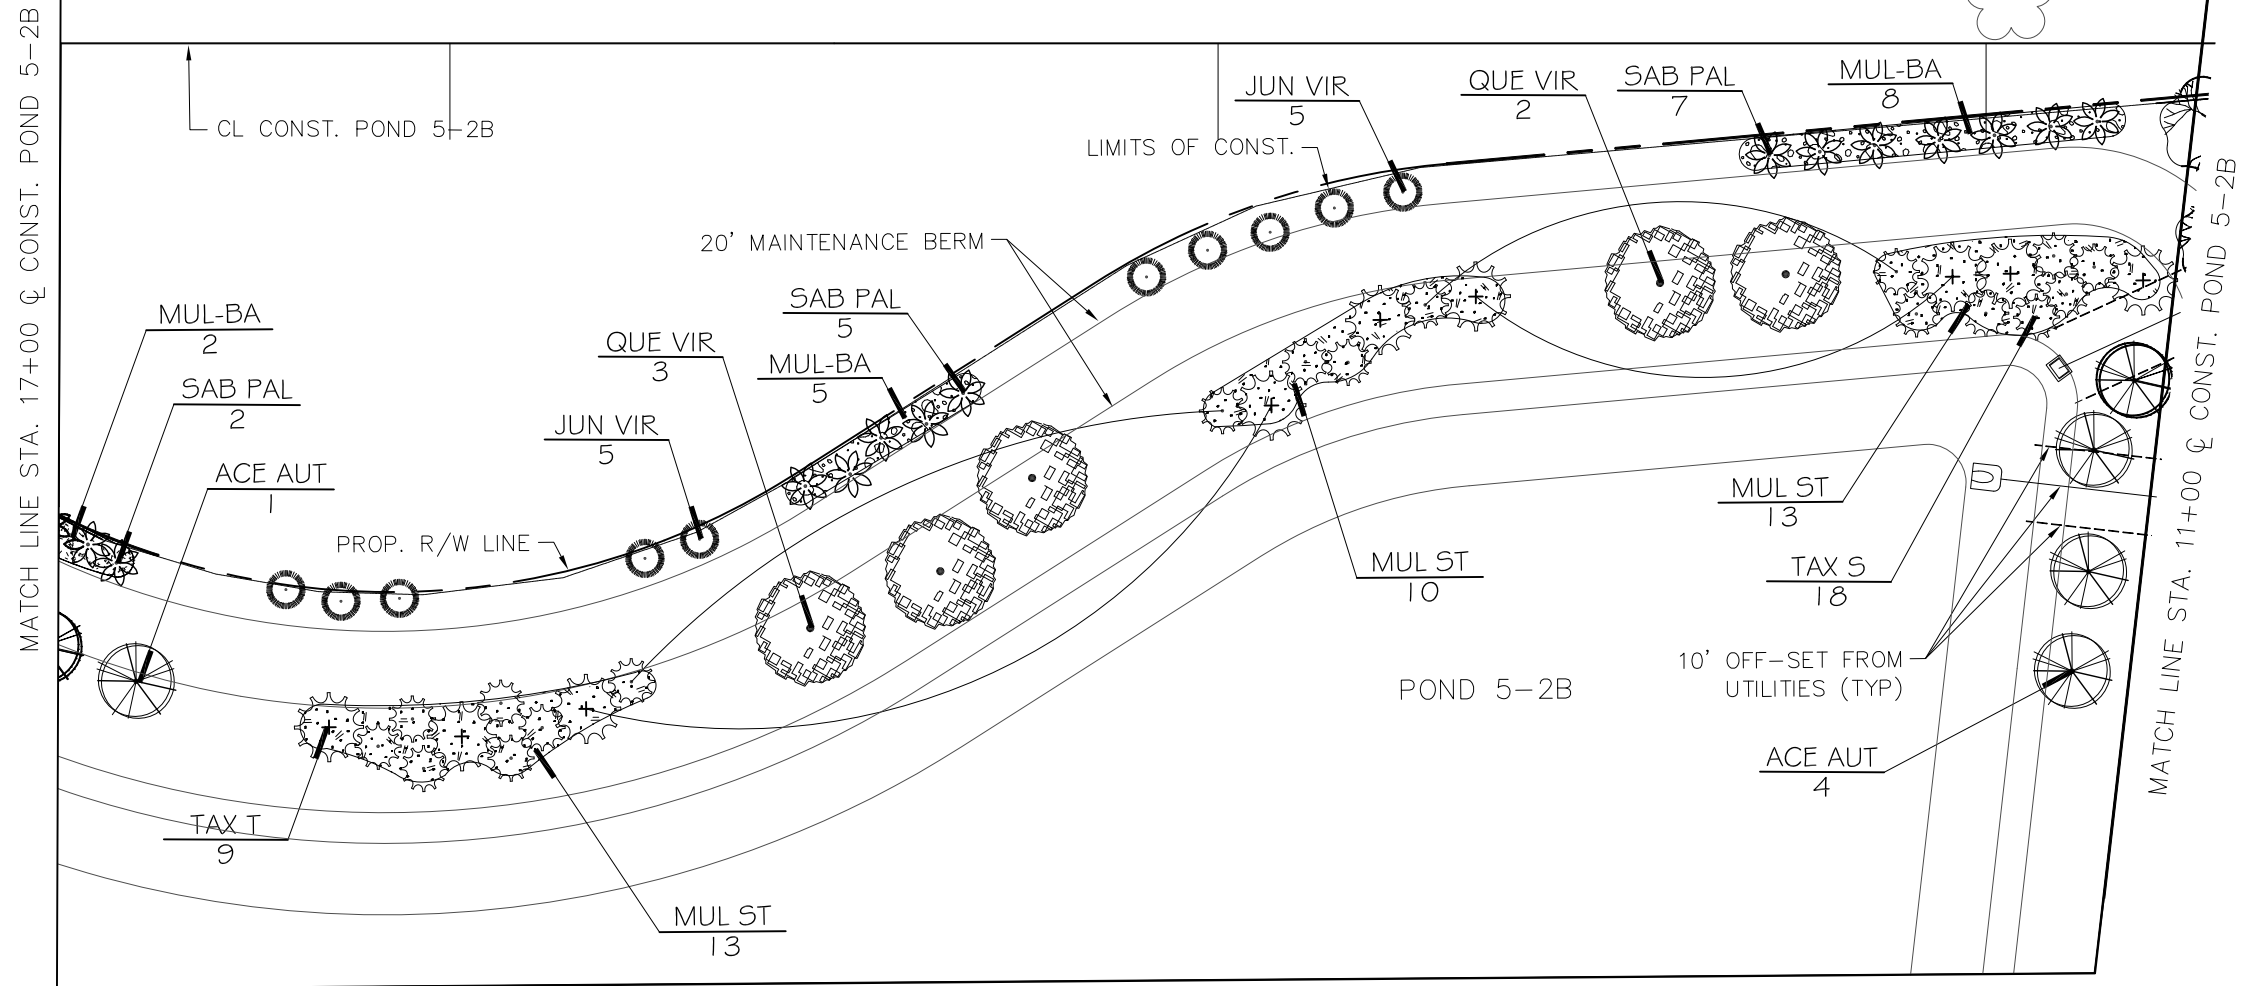 MATCH LINE STA. 17+00 ℄ CONST. POND 5-2B
CL CONST. POND 5-2B
JUN VIR
5
QUE VIR
2
SAB PAL
7
MUL-BA
8
LIMITS OF CONST.
20' MAINTENANCE BERM
MUL-BA
2
SAB PAL
2
ACE AUT
1
SAB PAL
5
MUL-BA
5
QUE VIR
3
JUN VIR
5
PROP. R/W LINE
MUL ST
13
TAX S
18
MUL ST
10
10' OFF-SET FROM
UTILITIES (TYP)
POND 5-2B
ACE AUT
4
TAX T
9
MUL ST
13
MATCH LINE STA. 11+00 ℄ CONST. POND 5-2B